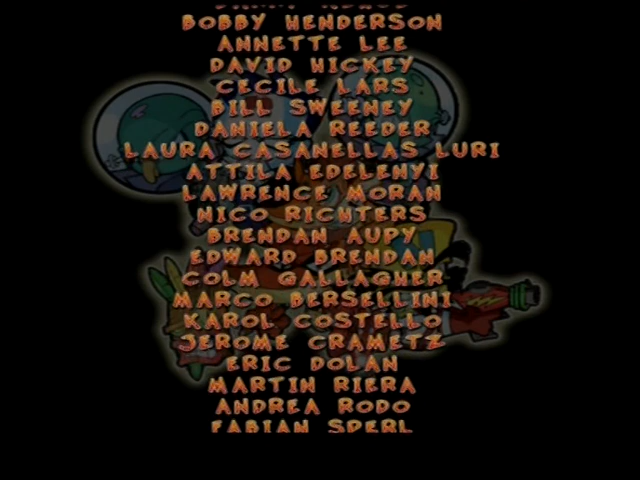 BOBBY HENDERSON
ANNETTE LEE
DAVID HICKEY
CECILE LARS
BILL SWEENEY
DANIELA REEDER
LAURA CASANELLAS LURI
ATTILA EDELENYI
LAWRENCE MORAN
NICO RICHTERS
BRENDAN AUPY
EDWARD BRENDAN
COLM GALLAGHER
MARCO BERSELLINI
KAROL COSTELLO
JEROME CRAMETZ
ERIC DOLAN
MARTIN RIERA
ANDREA RODO
FABIAN SPERL